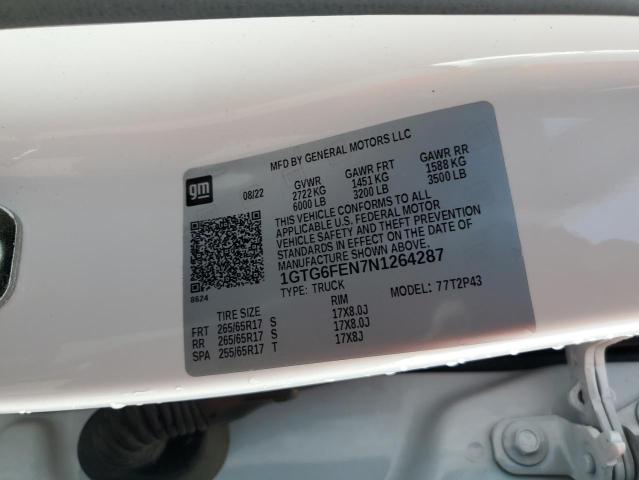 MFD BY GENERAL MOTORS LLC
gm
08/22
GVWR GAWR FRT GAWR RR
2722 KG 1451 KG 1588 KG
6000 LB 3200 LB 3500 LB
THIS VEHICLE CONFORMS TO ALL
APPLICABLE U.S. FEDERAL MOTOR
VEHICLE SAFETY AND THEFT PREVENTION
STANDARDS IN EFFECT ON THE DATE OF
MANUFACTURE SHOWN ABOVE.
1GTG6FEN7N1264287
8624
TYPE: TRUCK MODEL: 77T2P43
TIRE SIZE RIM
FRT 265/65R17 S 17X8.0J
RR 265/65R17 S 17X8.0J
SPA 255/65R17 T 17X8J